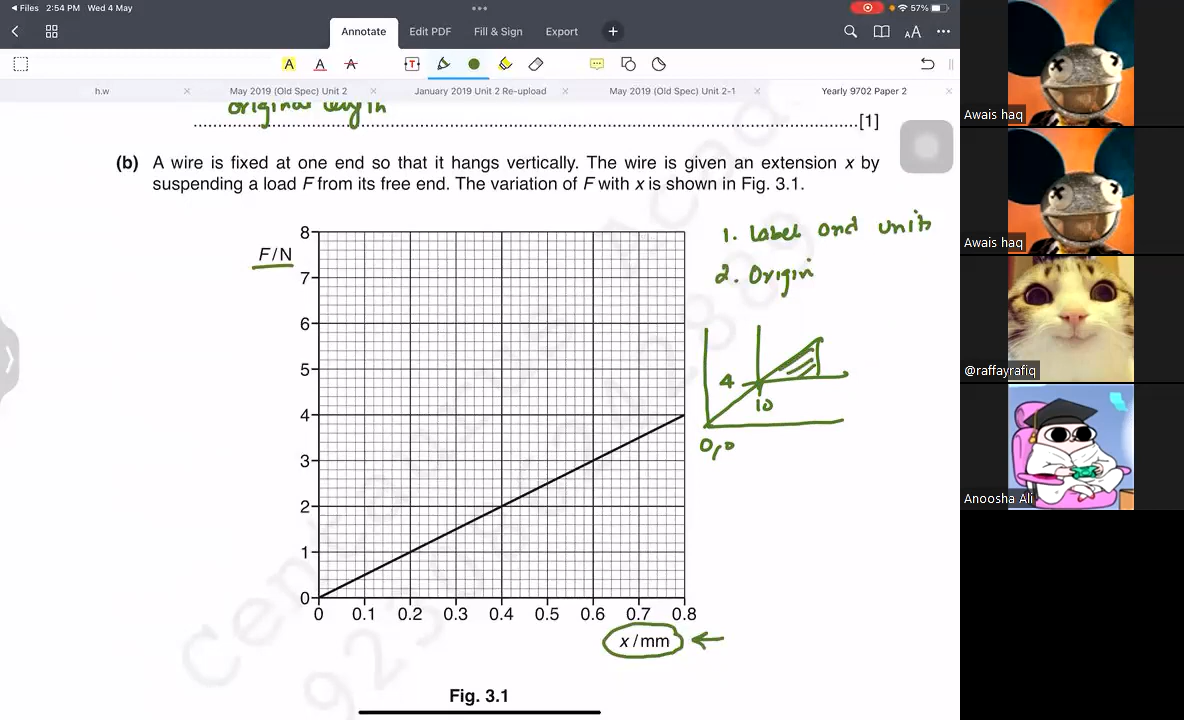 Files 2:54 PM Wed 4 May
57%
Annotate Edit PDF Fill & Sign Export
AA
A A A T
h.w May 2019 (Old Spec) Unit 2 January 2019 Unit 2 Re-upload May 2019 (Old Spec) Unit 2-1 Yearly 9702 Paper 2
original length
[1]
(b) A wire is fixed at one end so that it hangs vertically. The wire is given an extension x by
suspending a load F from its free end. The variation of F with x is shown in Fig. 3.1.
F/N
8
7
6
5
4
3
2
1
0
0 0.1 0.2 0.3 0.4 0.5 0.6 0.7 0.8
x/mm
Fig. 3.1
1. Label and units
2. Origin
4
10
0,0
Awais haq
Awais haq
@raffayrafiq
Anoosha Ali